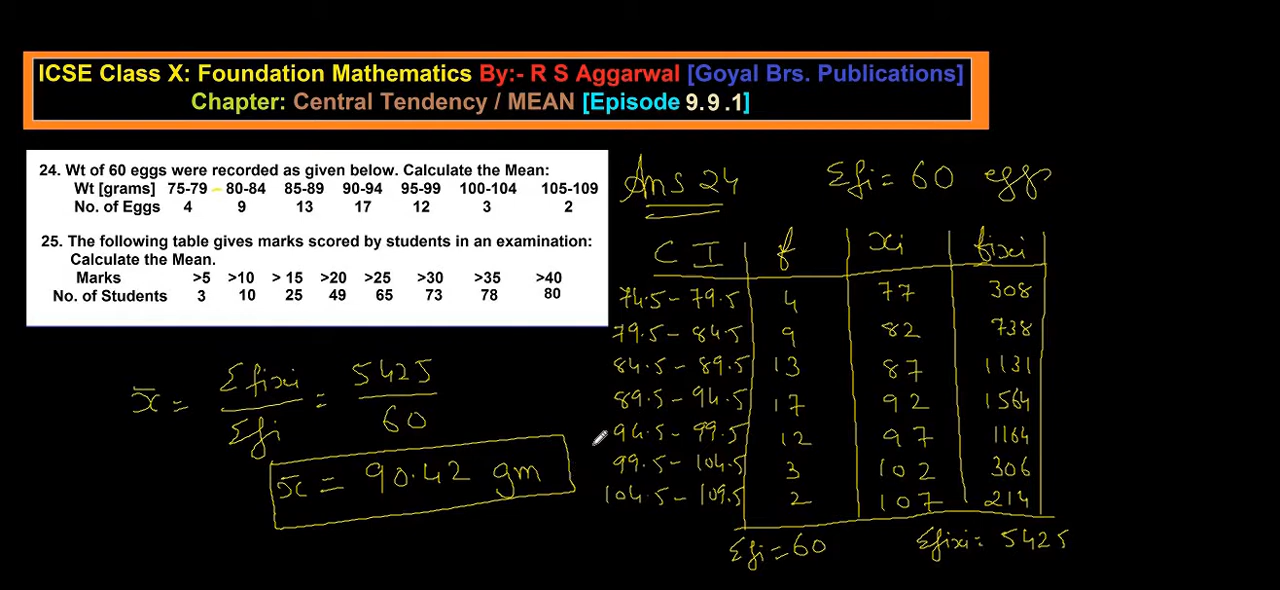 ICSE Class X: Foundation Mathematics By:- R S Aggarwal [Goyal Brs. Publications]
Chapter: Central Tendency / MEAN [Episode 9.9.1]
24. Wt of 60 eggs were recorded as given below. Calculate the Mean:
Wt [grams] 75-79 80-84 85-89 90-94 95-99 100-104 105-109
No. of Eggs 4 9 13 17 12 3 2
25. The following table gives marks scored by students in an examination:
Calculate the Mean.
Marks >5 >10 > 15 >20 >25 >30 >35 >40
No. of Students 3 10 25 49 65 73 78 80
Ans 24 Σfi = 60 eggs
C I f xi fixi
74.5 - 79.5 4 77 308
79.5 - 84.5 9 82 738
84.5 - 89.5 13 87 1131
89.5 - 94.5 17 92 1564
94.5 - 99.5 12 97 1164
99.5 - 104.5 3 102 306
104.5 - 109.5 2 107 214
Σfi = 60 Σfixi = 5425
x̄ = Σfixi / Σfi = 5425 / 60
x̄ = 90.42 gm